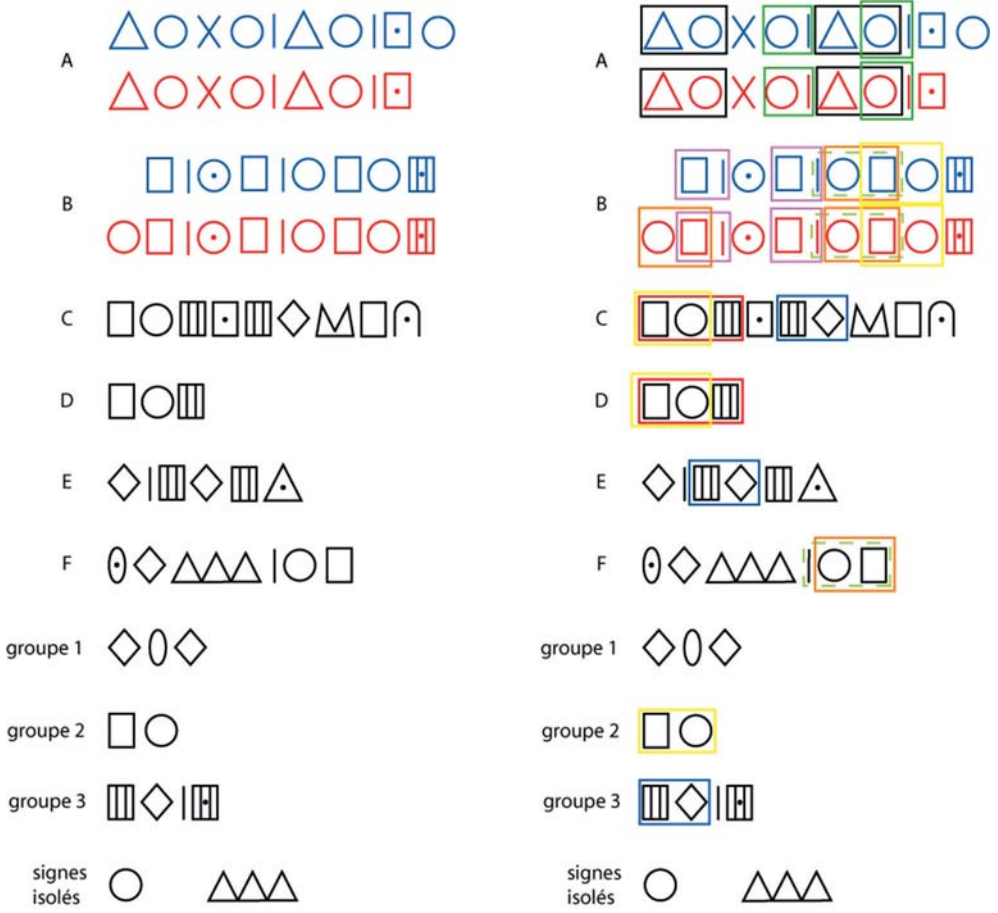 A A
B B
C C
D D
E E
F F
groupe 1 groupe 1
groupe 2 groupe 2
groupe 3 groupe 3
signes signes
isolés isolés